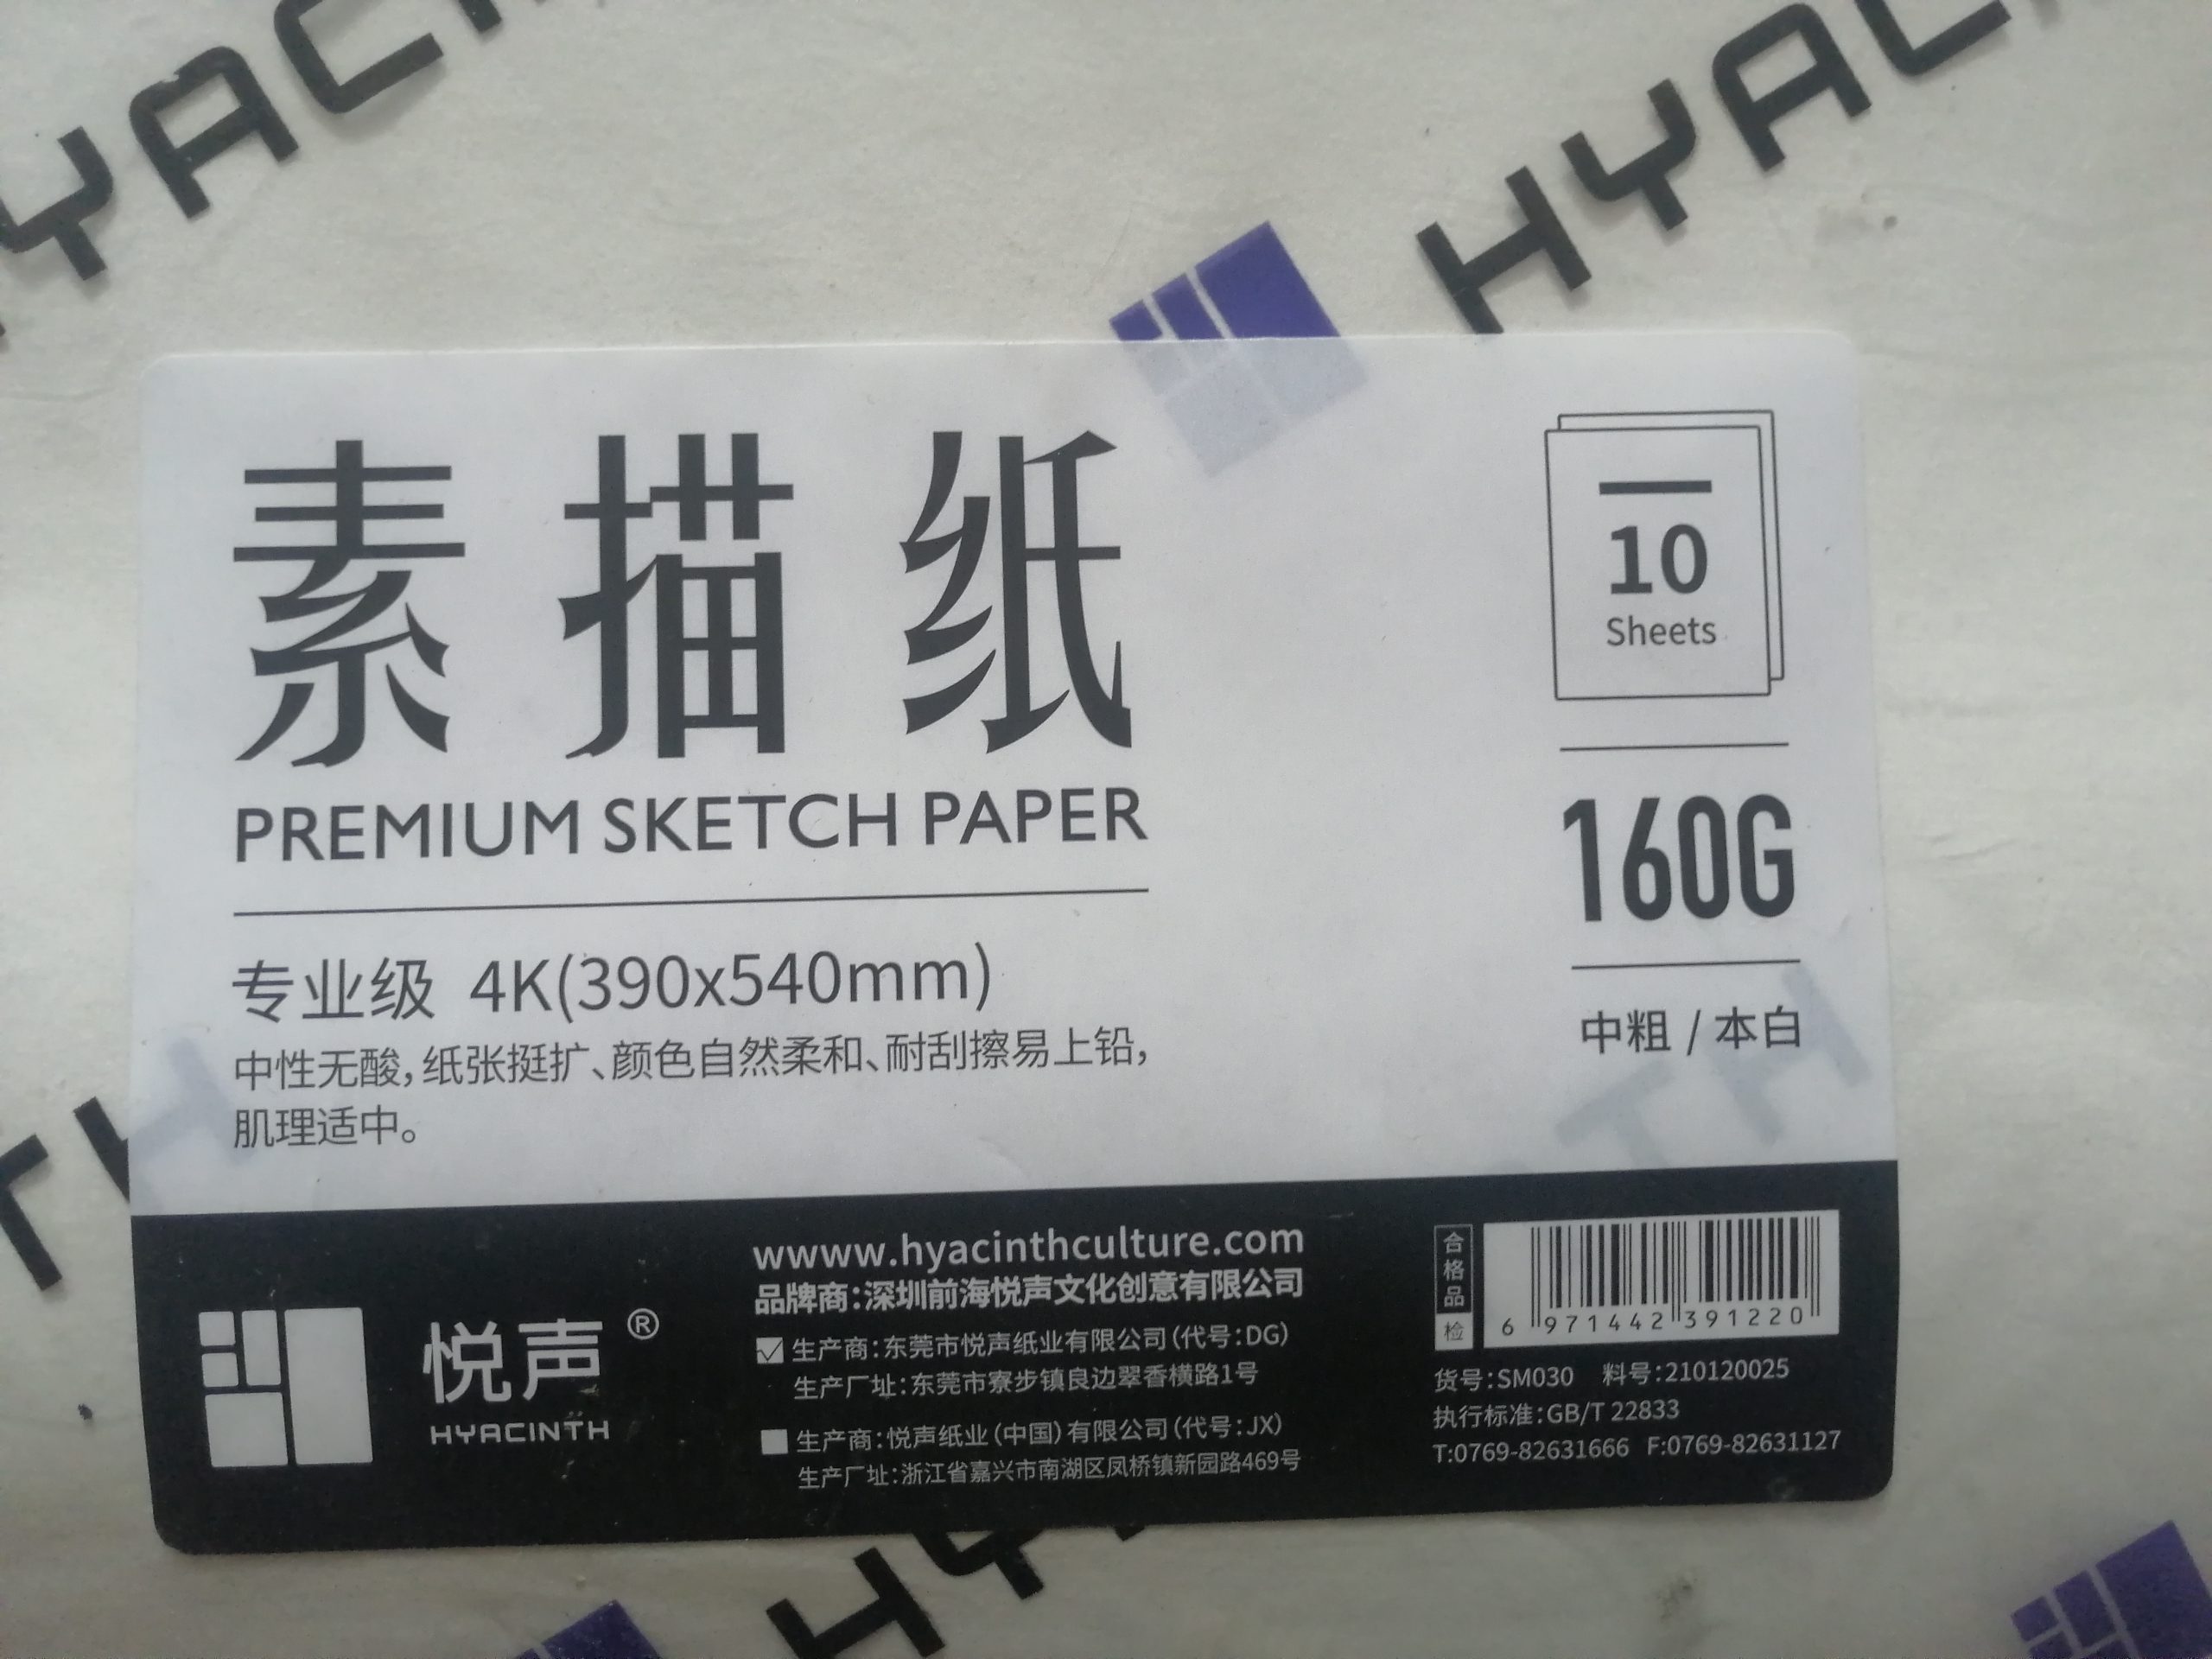 HYACIN
HYACI
素描纸
PREMIUM SKETCH PAPER
专业级 4K(390x540mm)
中性无酸,纸张挺扩、颜色自然柔和、耐刮擦易上铅,
肌理适中。
10
Sheets
160G
中粗 / 本白
TH
TH
悦声®
HYACINTH
wwww.hyacinthculture.com
品牌商:深圳前海悦声文化创意有限公司
生产商:东莞市悦声纸业有限公司(代号:DG)
生产厂址:东莞市寮步镇良边翠香横路1号
生产商:悦声纸业(中国)有限公司(代号:JX)
生产厂址:浙江省嘉兴市南湖区凤桥镇新园路469号
合格品
检
6 971442 391220
货号:SM030 料号:210120025
执行标准:GB/T 22833
T:0769-82631666 F:0769-82631127
HY